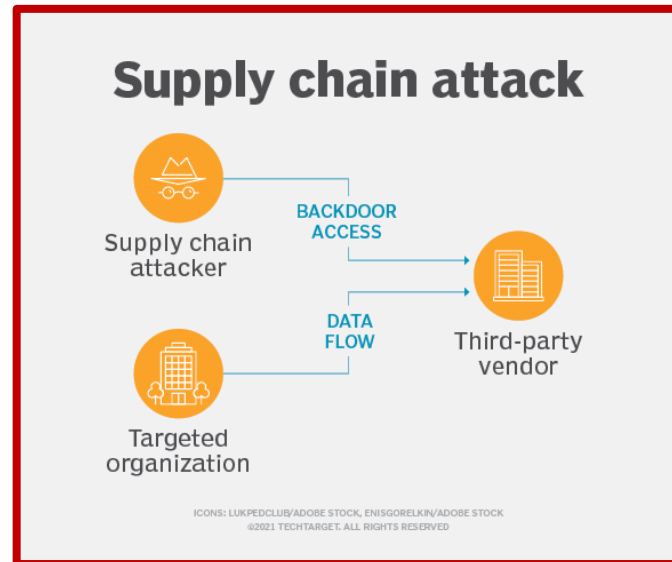 Supply chain attack
BACKDOOR
ACCESS
Supply chain
attacker
DATA
FLOW
Third-party
vendor
Targeted
organization
ICONS: LUKPEDCLUB/ADOBE STOCK, ENISGORELKIN/ADOBE STOCK
©2021 TECHTARGET. ALL RIGHTS RESERVED